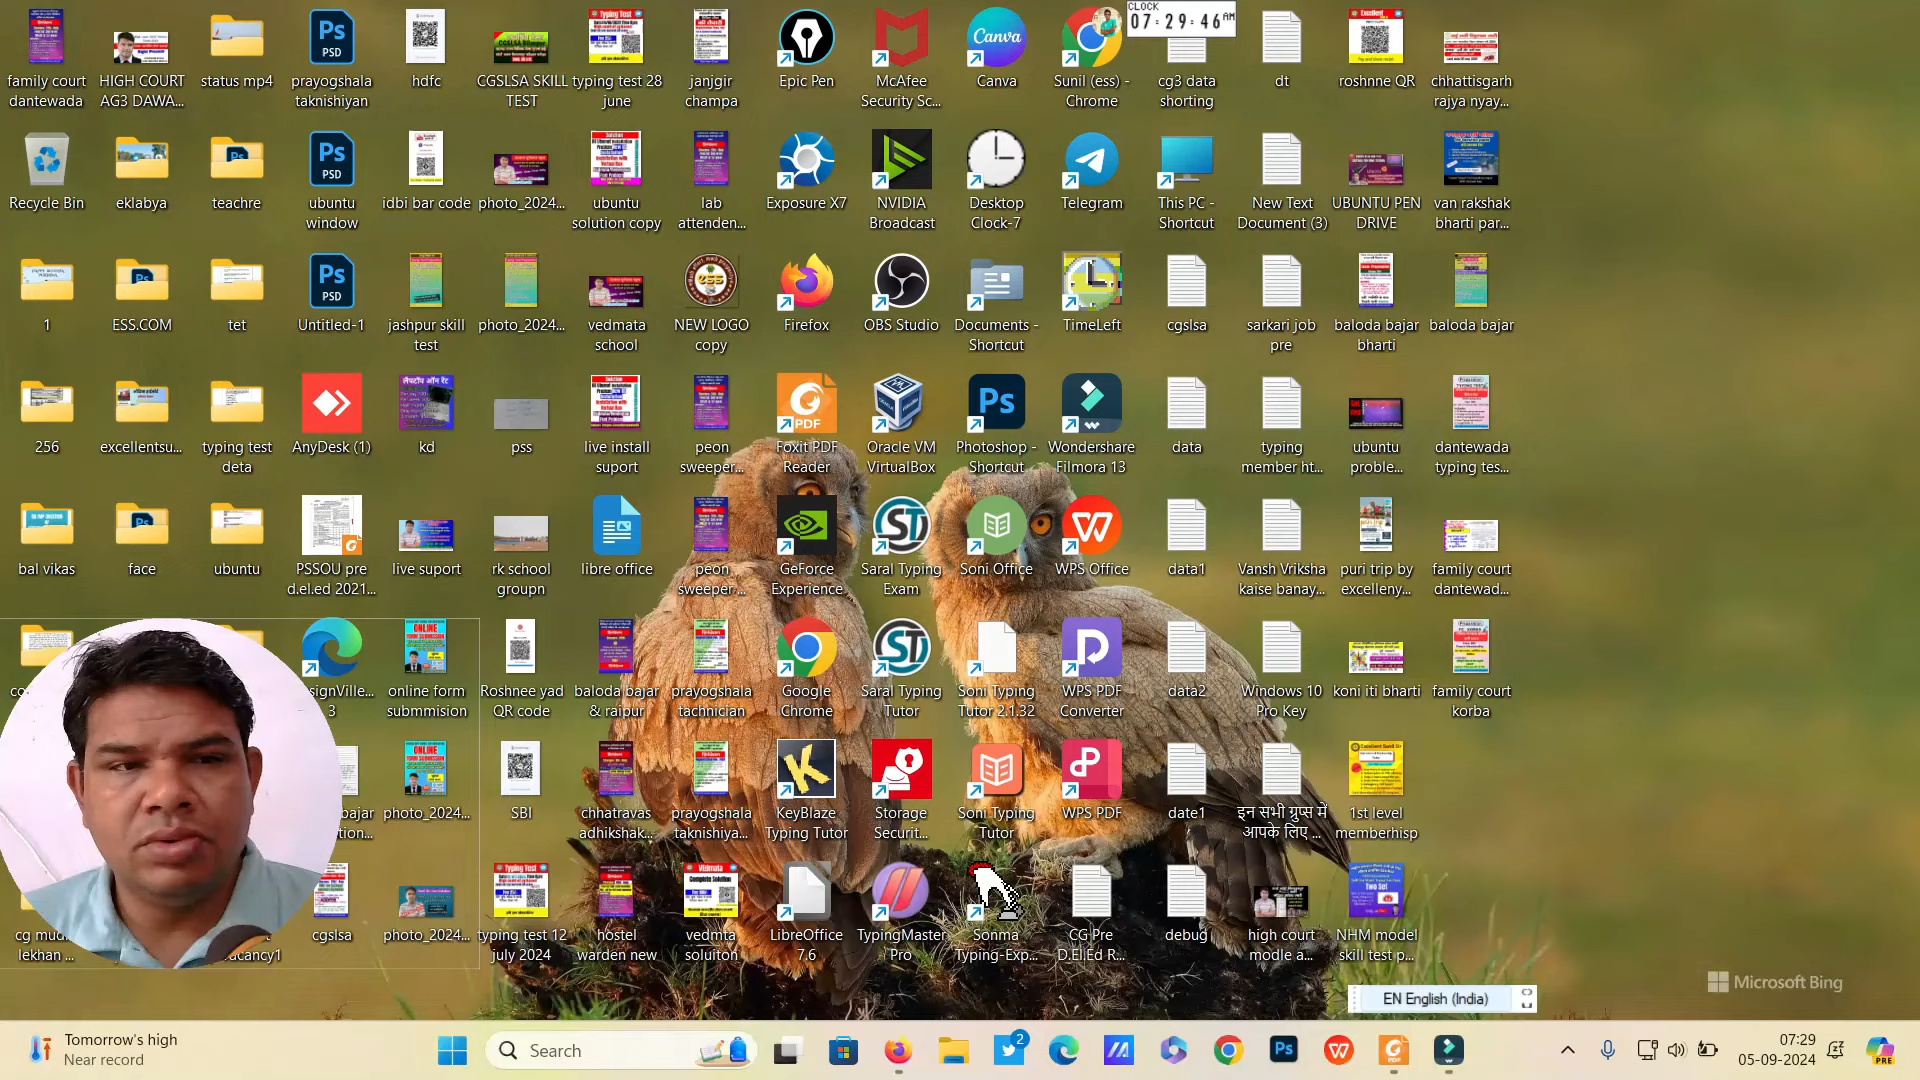 CLOCK
07:29:46 AM
family court
dantewada
HIGH COURT
AG3 DAWA...
status mp4
prayogshala
taknishiyan
hdfc
CGSLSA SKILL
TEST
typing test 28
june
janjgir
champa
Epic Pen
McAfee
Security Sc...
Canva
Sunil (ess) -
Chrome
cg3 data
shorting
dt
roshnne QR
chhattisgarh
rajya nyay...
Recycle Bin
eklabya
teachre
ubuntu
window
idbi bar code
photo_2024...
ubuntu
solution copy
lab
attenden...
Exposure X7
NVIDIA
Broadcast
Desktop
Clock-7
Telegram
This PC -
Shortcut
New Text
Document (3)
UBUNTU PEN
DRIVE
van rakshak
bharti par...
1
ESS.COM
tet
Untitled-1
jashpur skill
test
photo_2024...
vedmata
school
NEW LOGO
copy
Firefox
OBS Studio
Documents -
Shortcut
TimeLeft
cgslsa
sarkari job
pre
baloda bajar
bharti
baloda bajar
256
excellentsu...
typing test
deta
AnyDesk (1)
kd
pss
live install
suport
peon
sweeper...
Foxit PDF
Reader
Oracle VM
VirtualBox
Photoshop -
Shortcut
Wondershare
Filmora 13
data
typing
member ht...
ubuntu
proble...
dantewada
typing tes...
bal vikas
face
ubuntu
PSSOU pre
d.el.ed 2021...
live suport
rk school
groupn
libre office
peon
sweeper ...
GeForce
Experience
Saral Typing
Exam
Soni Office
WPS Office
data1
Vansh Vriksha
kaise banay...
puri trip by
excelleny...
family court
dantewad...
signVille...
3
online form
submmision
Roshnee yad
QR code
baloda bajar
& raipur
prayogshala
tachnician
Google
Chrome
Saral Typing
Tutor
Soni Typing
Tutor 2.1.32
WPS PDF
Converter
data2
Windows 10
Pro Key
koni iti bharti
family court
korba
bajar
tion...
photo_2024...
SBI
chhatravas
adhikshak...
prayogshala
taknishiya...
KeyBlaze
Typing Tutor
Storage
Securit...
Soni Typing
Tutor
WPS PDF
date1
इन सभी ग्रुप्स में
आपके लिए ...
1st level
memberhisp
cg mu
lekhan ...
acancy1
cgslsa
photo_2024...
typing test 12
july 2024
hostel
warden new
vedmta
soluiton
LibreOffice
7.6
TypingMaster
Pro
Sonma
Typing-Exp...
CG Pre
D.El.Ed R...
debug
high court
modle a...
NHM model
skill test p...
Microsoft Bing
EN English (India)
Tomorrow's high
Near record
Search
2
07:29
05-09-2024